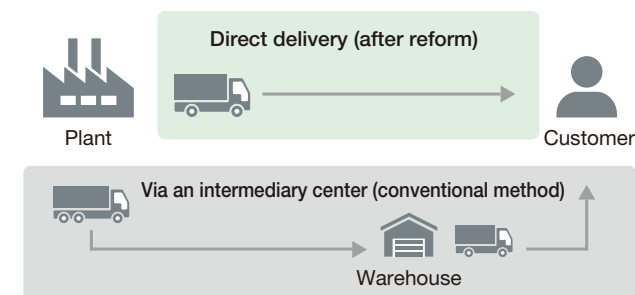 Direct delivery (after reform)
Plant
Customer
Via an intermediary center (conventional method)
Warehouse